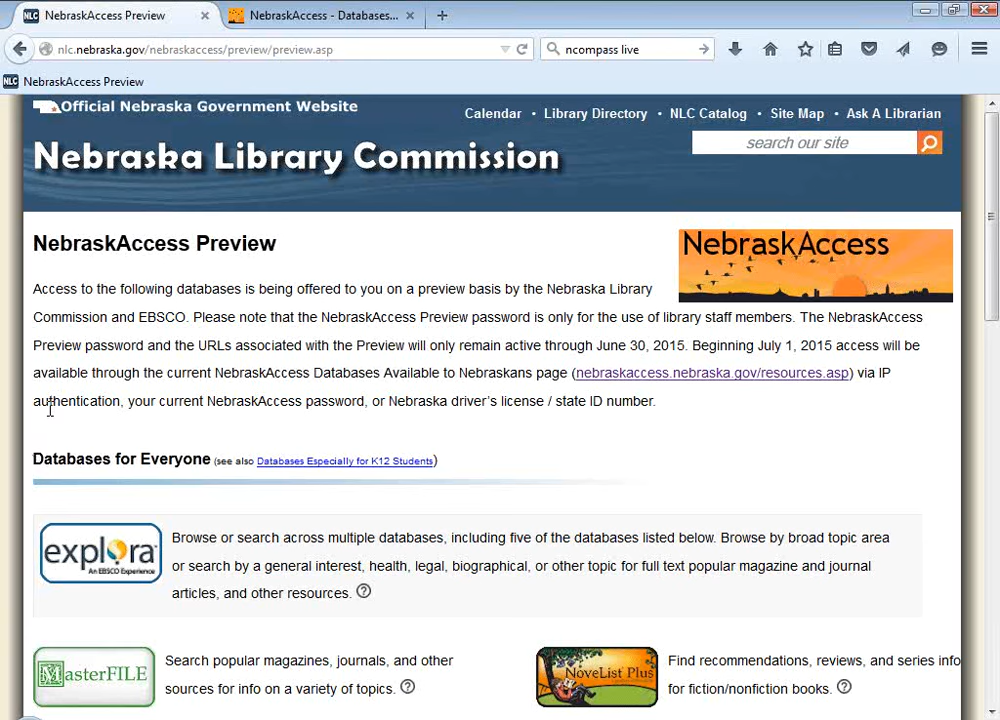 NLC NebraskAccess Preview
NebraskAccess - Databases...
nlc.nebraska.gov/nebraskaccess/preview/preview.asp
ncompass live
NLC NebraskAccess Preview
Official Nebraska Government Website
Calendar • Library Directory • NLC Catalog • Site Map • Ask A Librarian
Nebraska Library Commission
search our site
NebraskAccess Preview
NebraskAccess
Access to the following databases is being offered to you on a preview basis by the Nebraska Library
Commission and EBSCO. Please note that the NebraskAccess Preview password is only for the use of library staff members. The NebraskAccess
Preview password and the URLs associated with the Preview will only remain active through June 30, 2015. Beginning July 1, 2015 access will be
available through the current NebraskAccess Databases Available to Nebraskans page (nebraskaccess.nebraska.gov/resources.asp) via IP
authentication, your current NebraskAccess password, or Nebraska driver's license / state ID number.
Databases for Everyone (see also Databases Especially for K12 Students)
explora
An EBSCO Experience
Browse or search across multiple databases, including five of the databases listed below. Browse by broad topic area
or search by a general interest, health, legal, biographical, or other topic for full text popular magazine and journal
articles, and other resources. ?
MasterFILE
Search popular magazines, journals, and other
sources for info on a variety of topics. ?
NoveList Plus
Find recommendations, reviews, and series info
for fiction/nonfiction books. ?